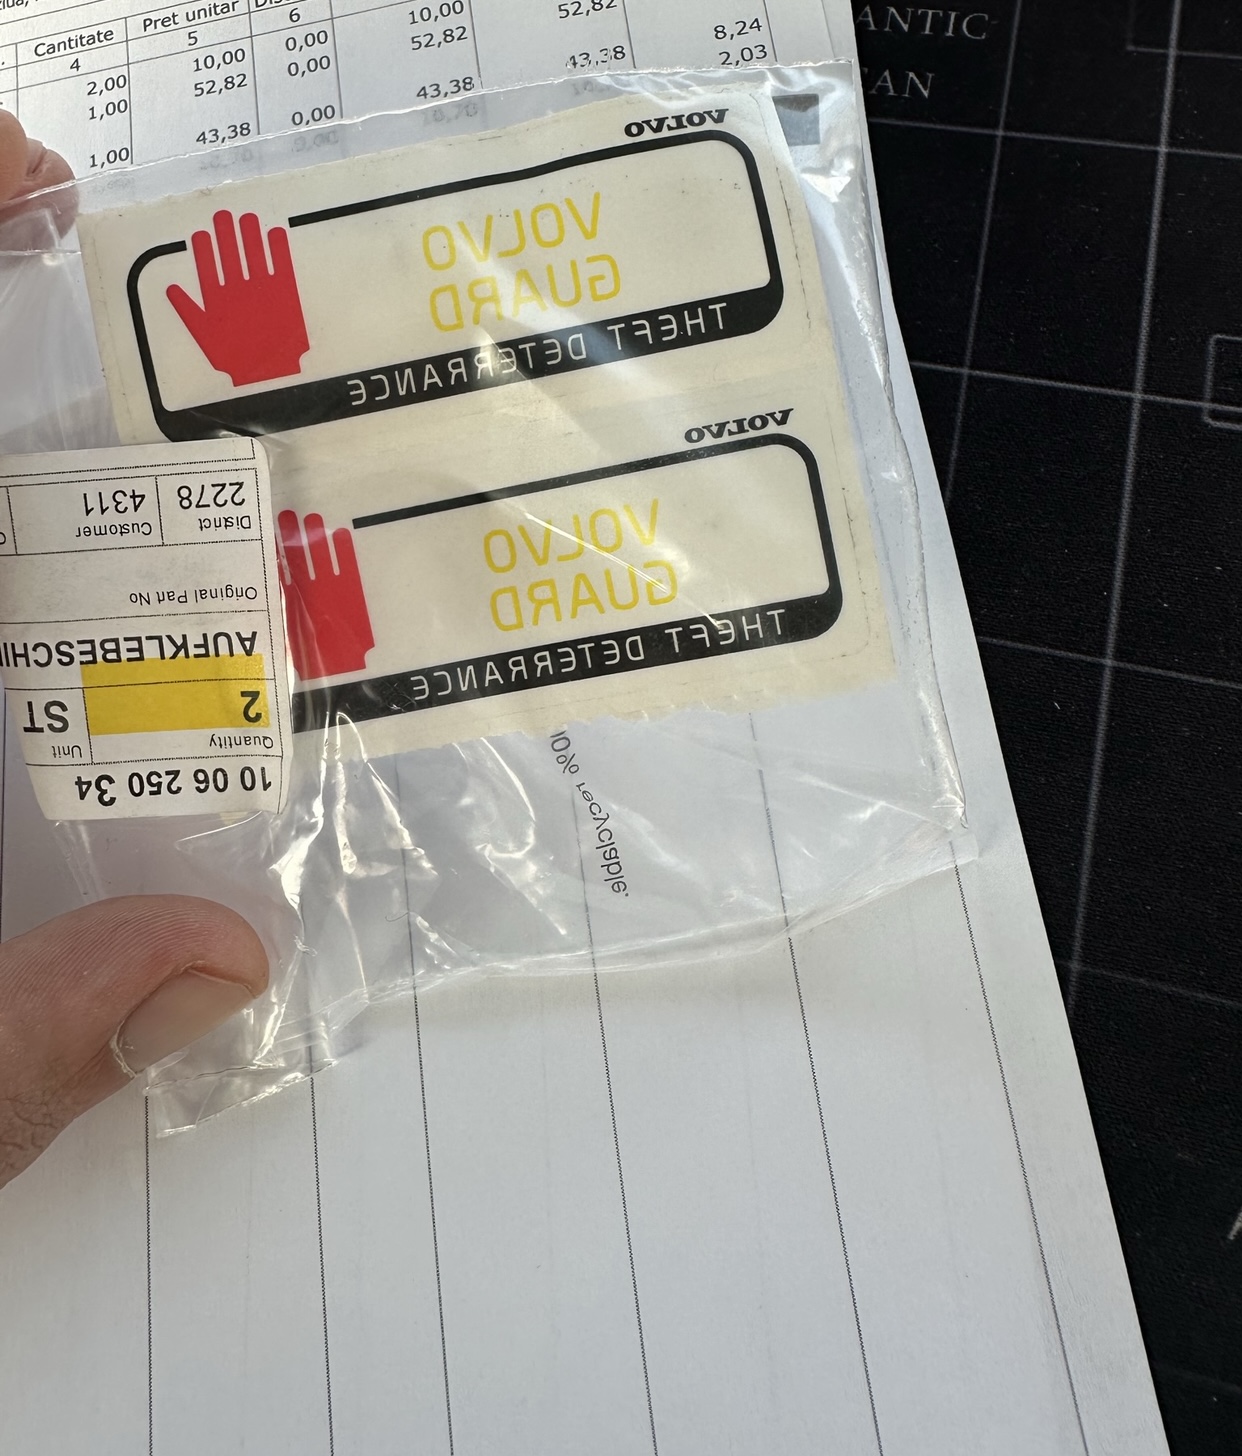 Cantitate
Pret unitar
4
5
6
2,00
10,00
0,00
10,00
52,82
8,24
1,00
52,82
0,00
52,82
43,38
2,03
1,00
43,38
0,00
43,38
ANTIC
AN
VOLVO
VOLVO
GUARD
THEFT DETERRANCE
VOLVO
VOLVO
GUARD
THEFT DETERRANCE
10 06 250 34
Quantity
Unit
2
ST
AUFKLEBESCHI
Original Part No
District
Customer
2278
4311
10% recyclable.